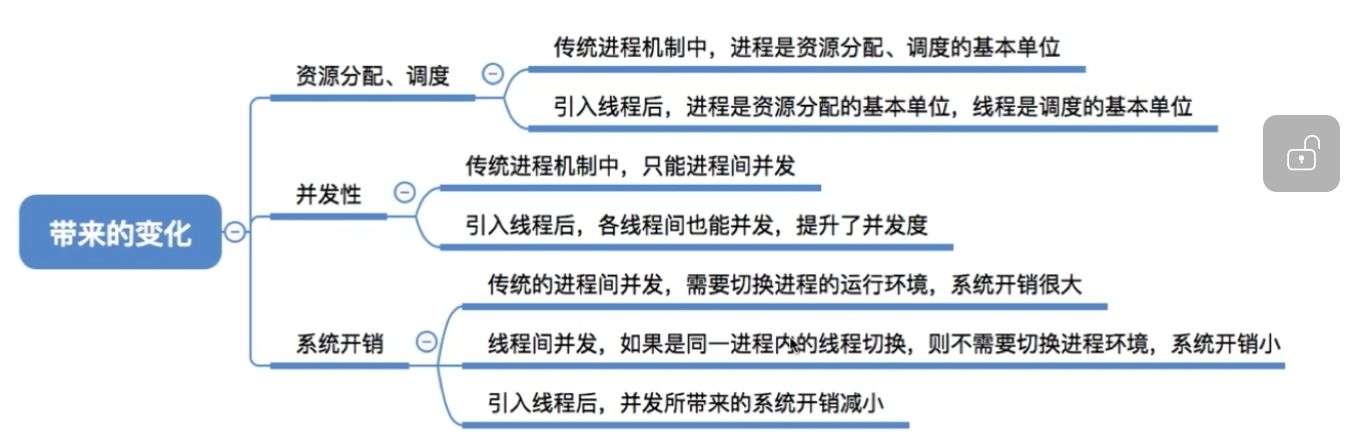 带来的变化
资源分配、调度
传统进程机制中，进程是资源分配、调度的基本单位
引入线程后，进程是资源分配的基本单位，线程是调度的基本单位
并发性
传统进程机制中，只能进程间并发
引入线程后，各线程间也能并发，提升了并发度
系统开销
传统的进程间并发，需要切换进程的运行环境，系统开销很大
线程间并发，如果是同一进程内的线程切换，则不需要切换进程环境，系统开销小
引入线程后，并发所带来的系统开销减小